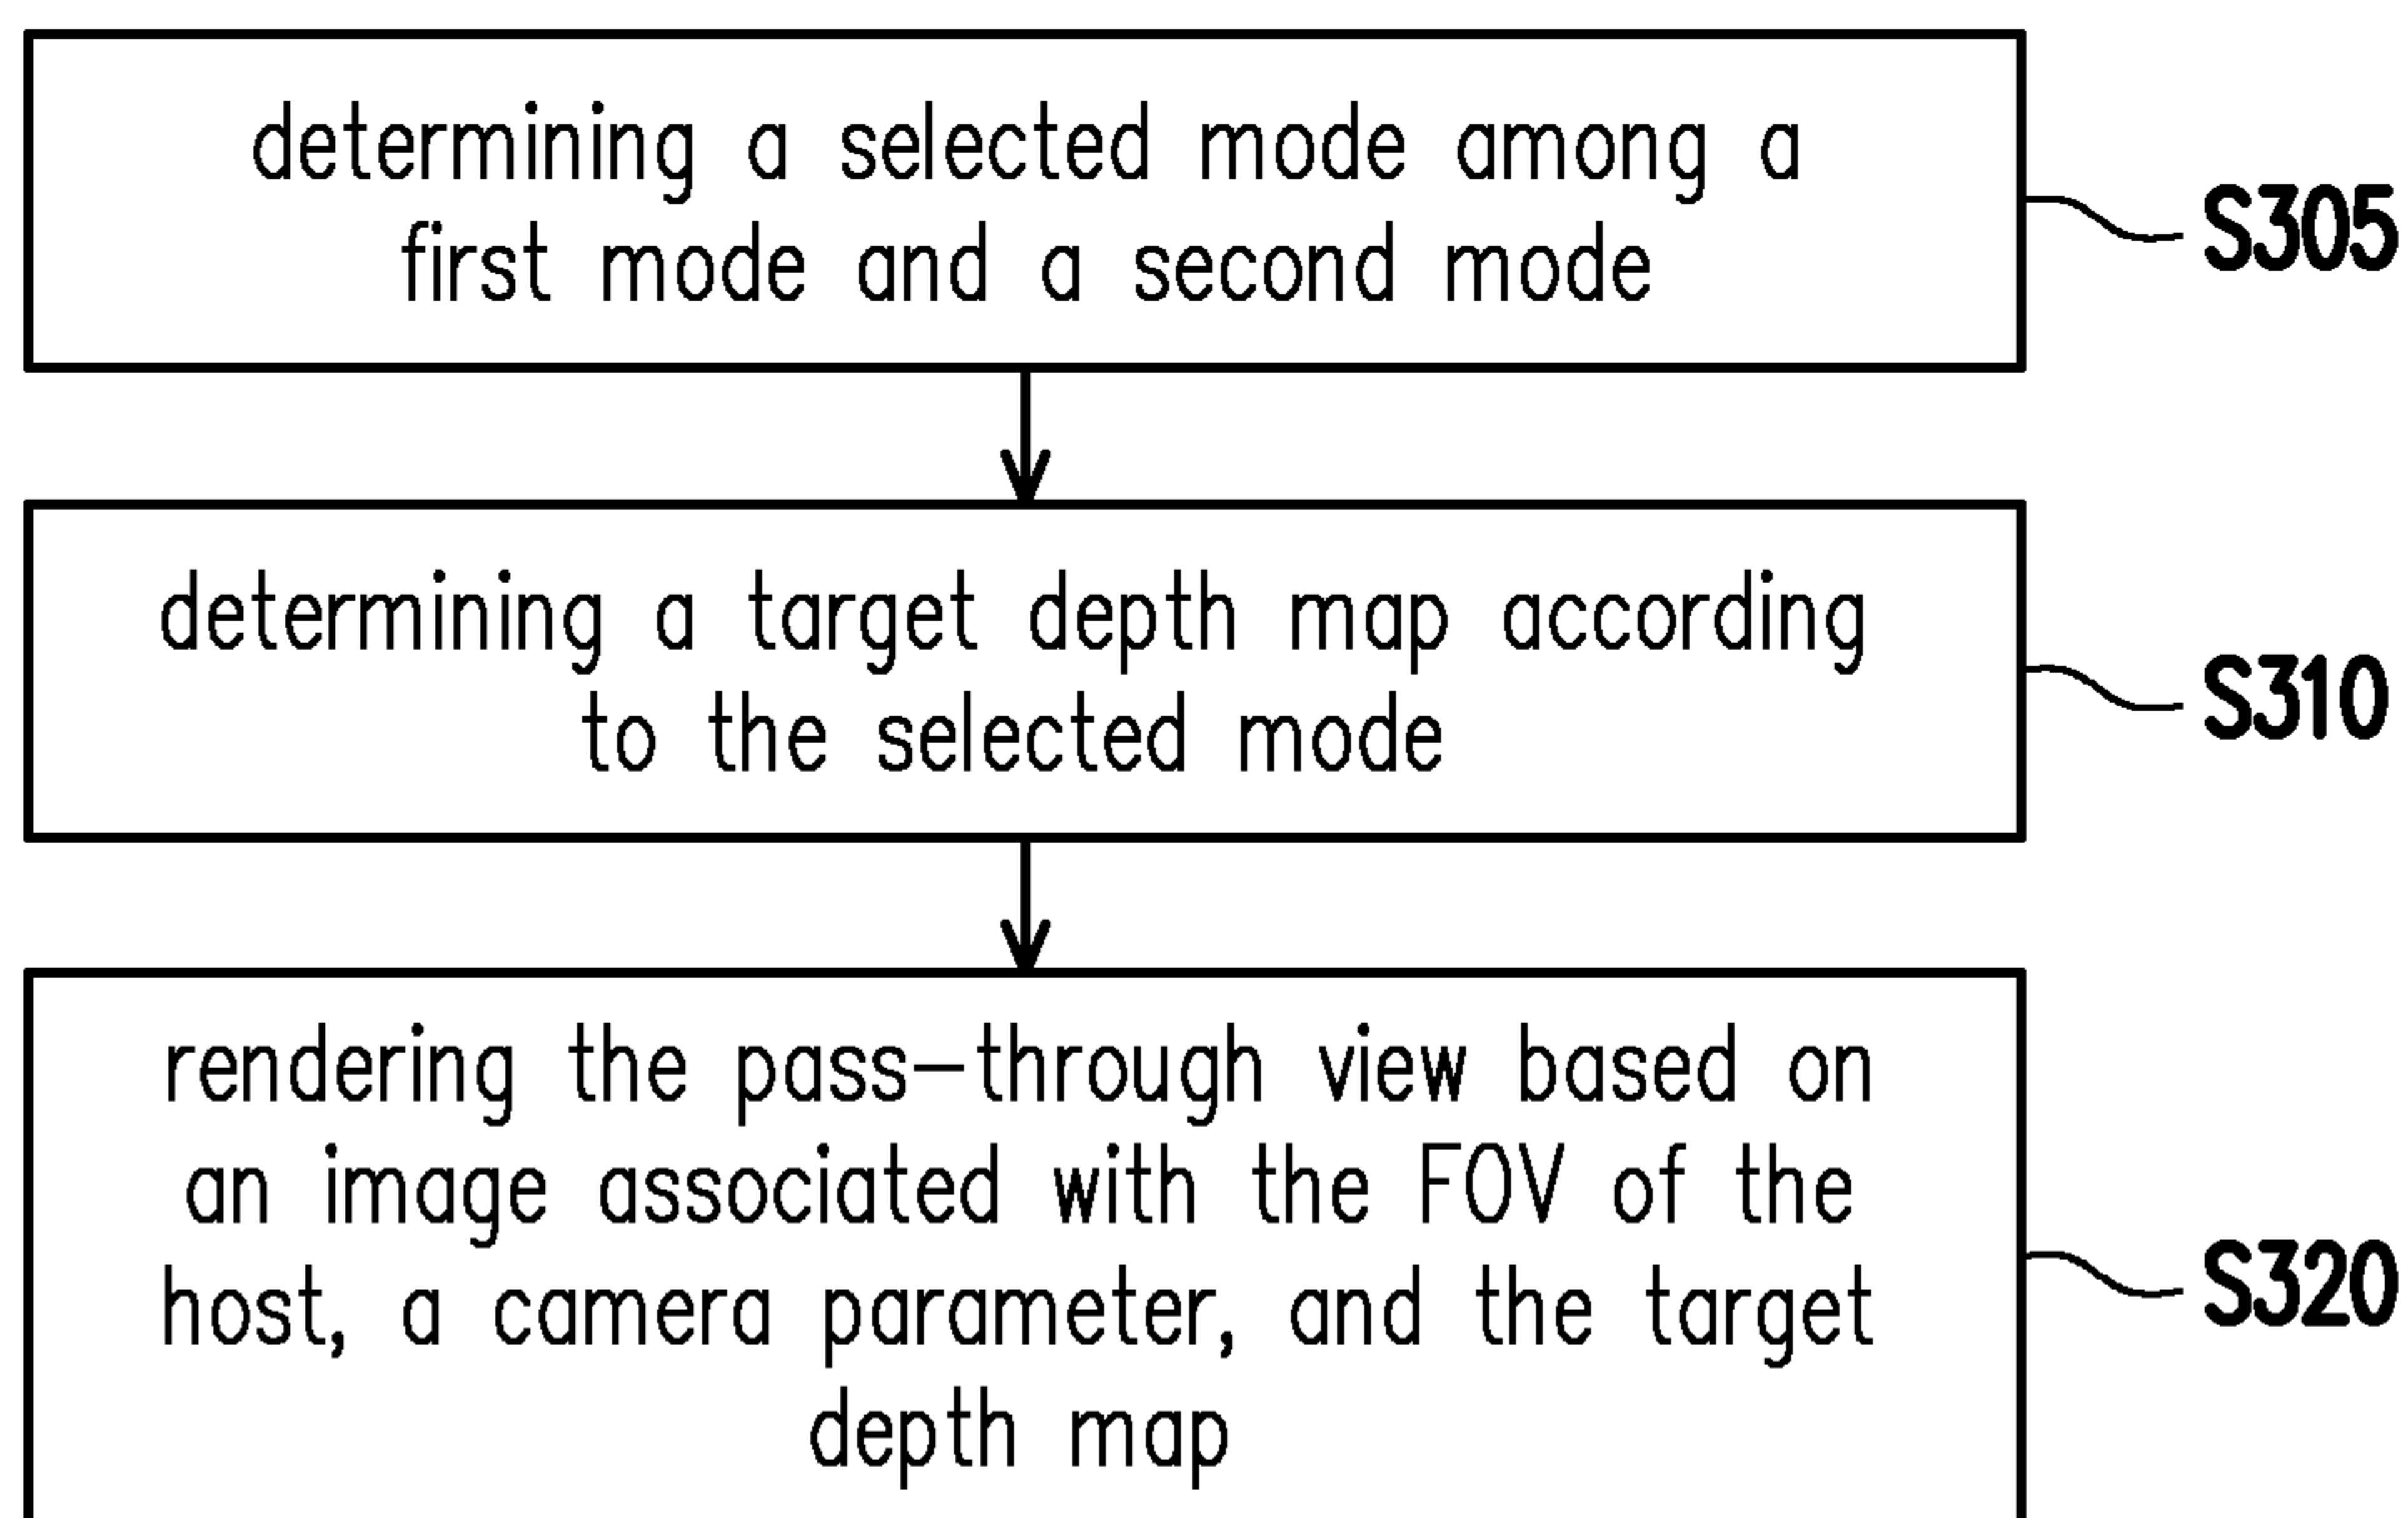 determining a selected mode among a
first mode and a second mode
S305
determining a target depth map according
to the selected mode
S310
rendering the pass-through view based on
an image associated with the FOV of the
host, a camera parameter, and the target
depth map
S320